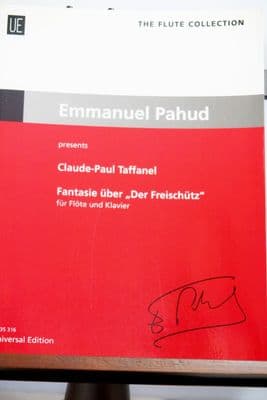 UE
THE FLUTE COLLECTION
Emmanuel Pahud
presents
Claude-Paul Taffanel
Fantasie über „Der Freischütz“
für Flöte und Klavier
Universal Edition